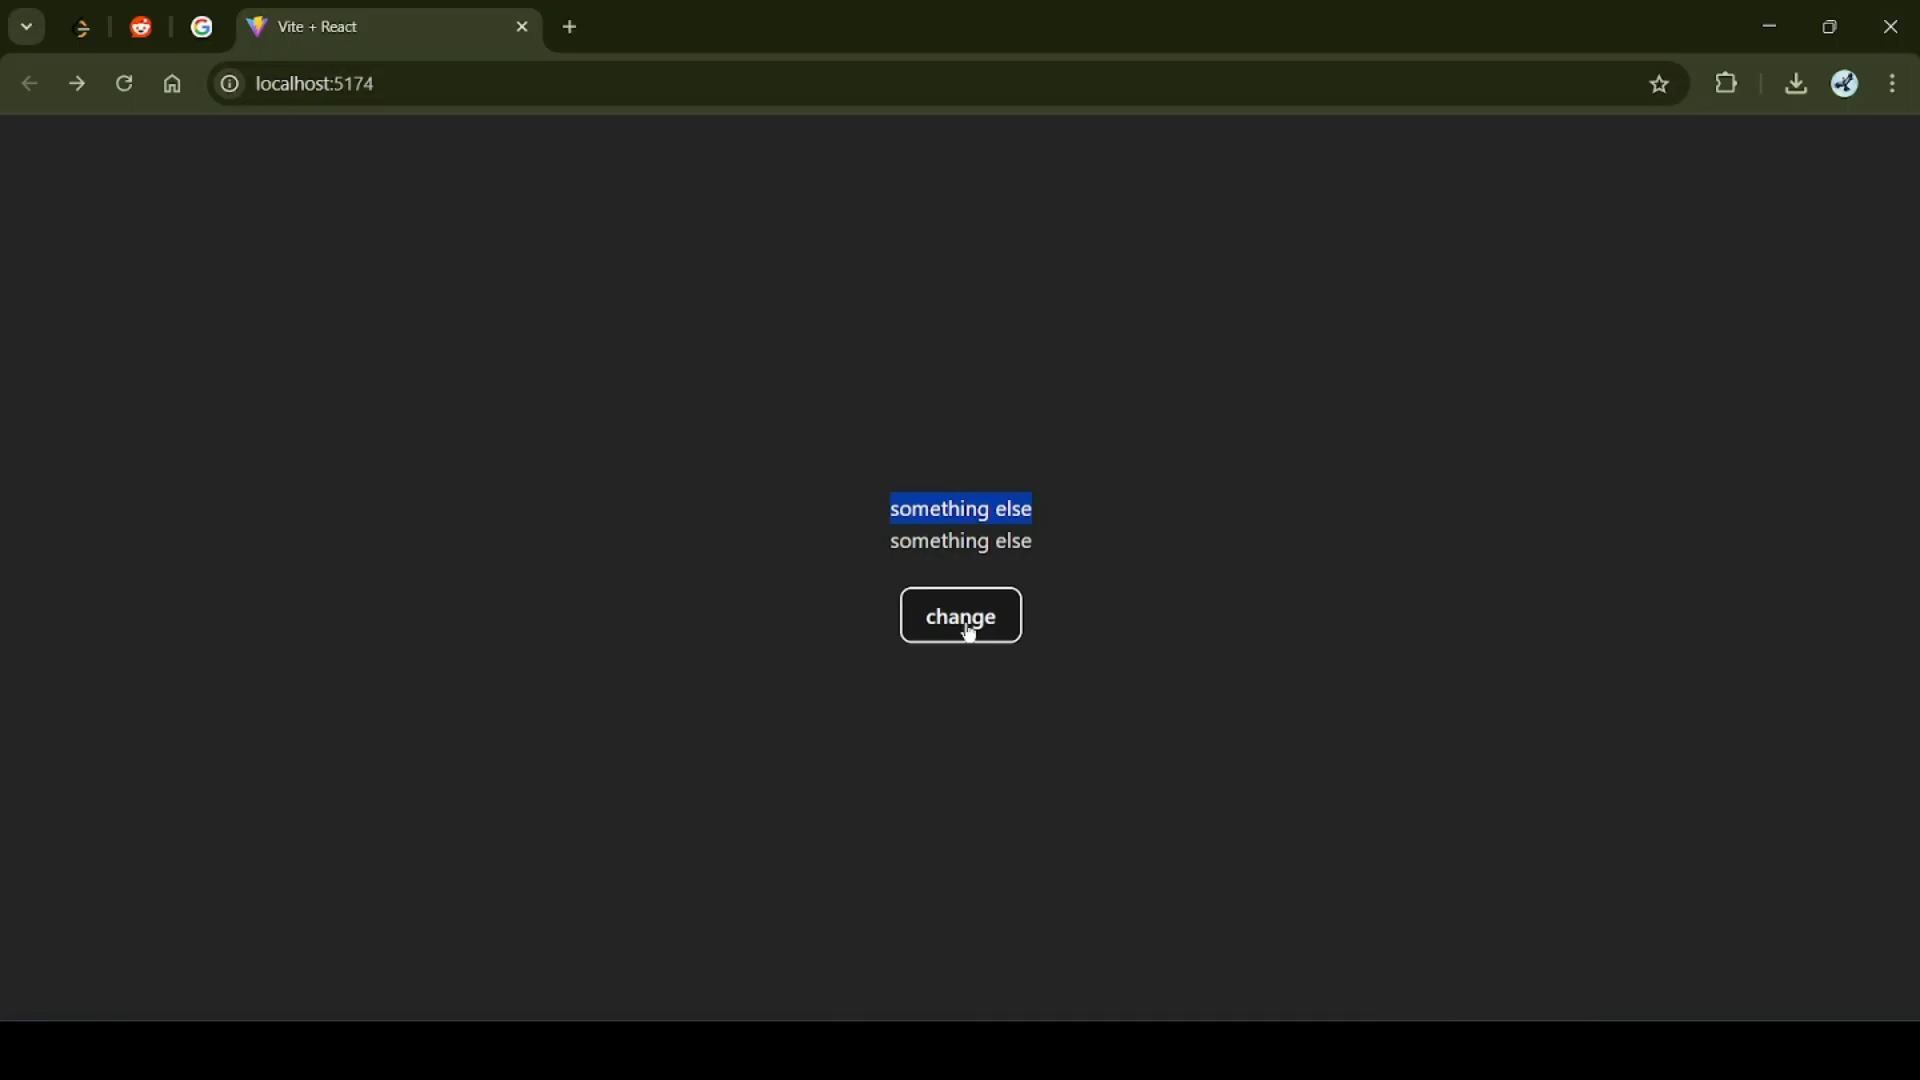 Vite + React
localhost:5174
something else
something else
change